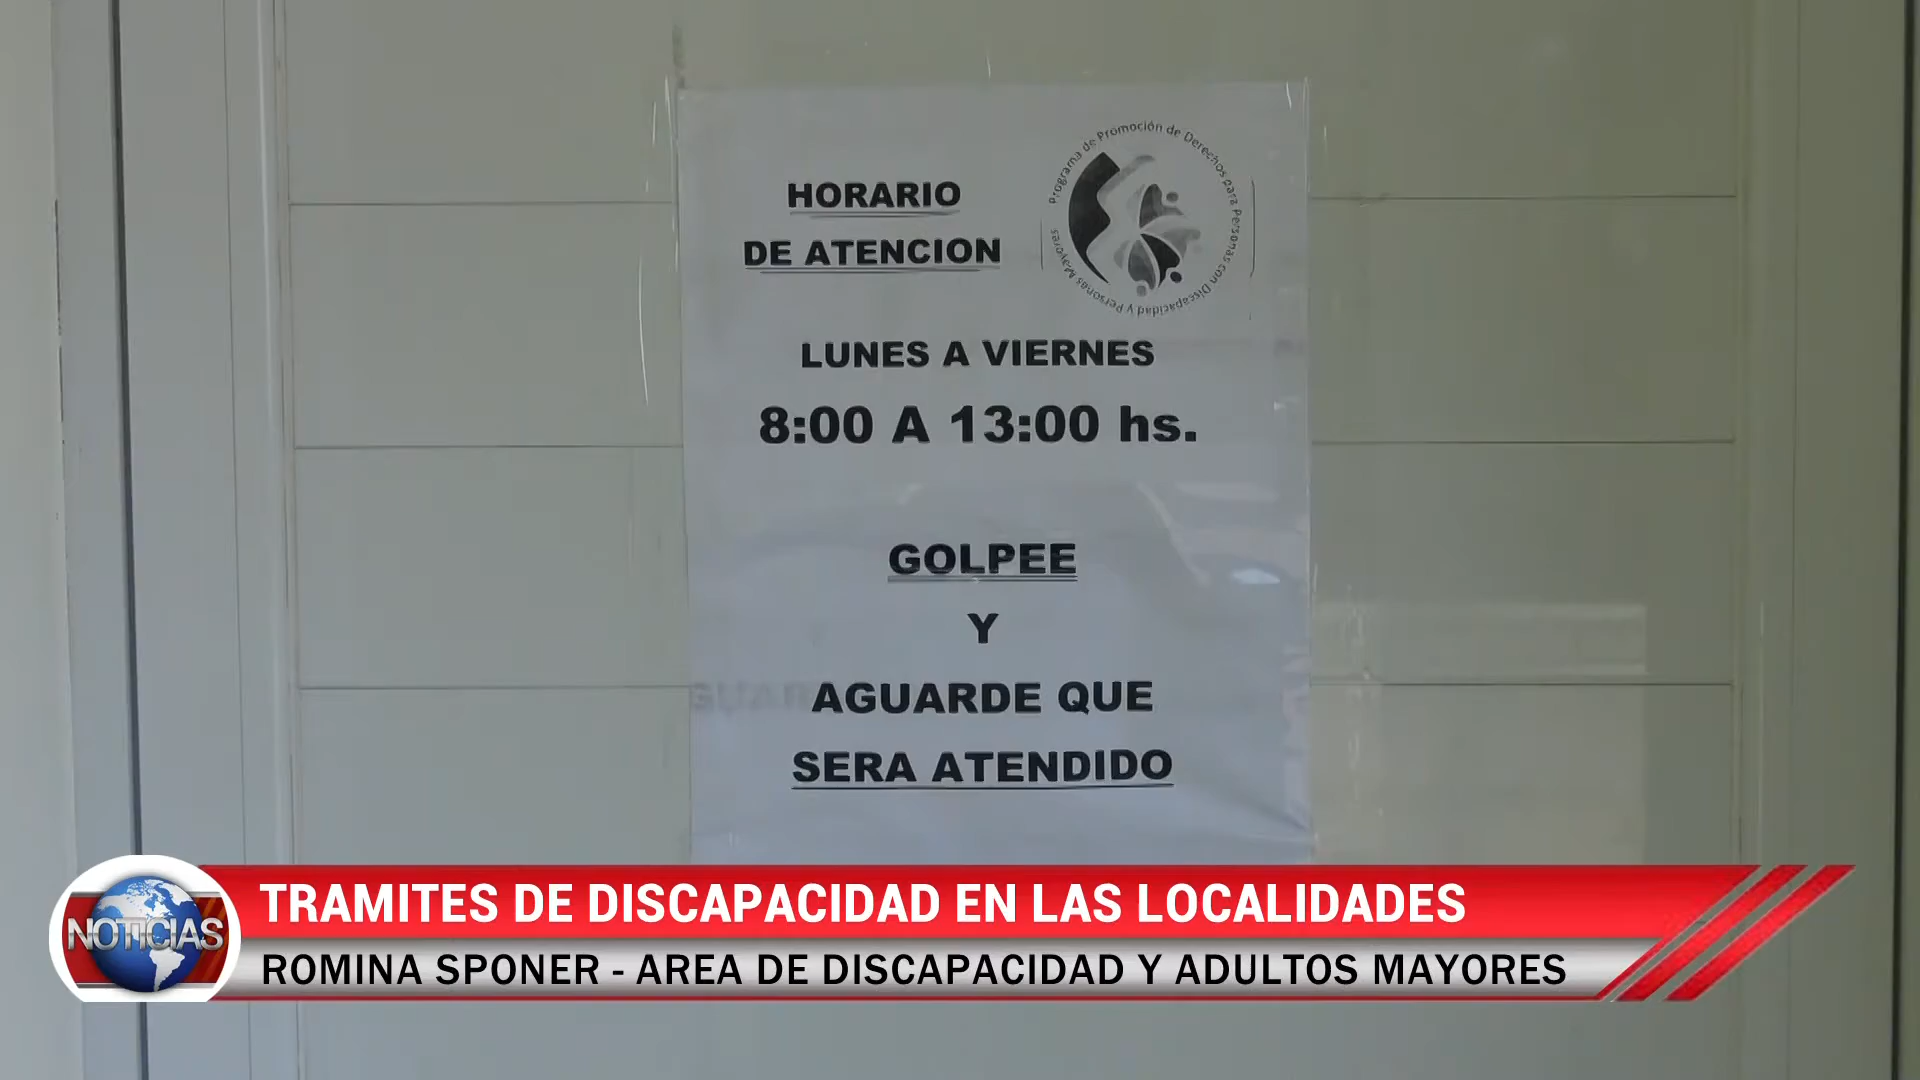 HORARIO
DE ATENCION
Programa de Promoción de Derechos para Personas con Discapacidad y Personas Mayores
LUNES A VIERNES
8:00 A 13:00 hs.
GOLPEE
Y
AGUARDE QUE
SERA ATENDIDO
NOTICIAS
TRAMITES DE DISCAPACIDAD EN LAS LOCALIDADES
ROMINA SPONER - AREA DE DISCAPACIDAD Y ADULTOS MAYORES